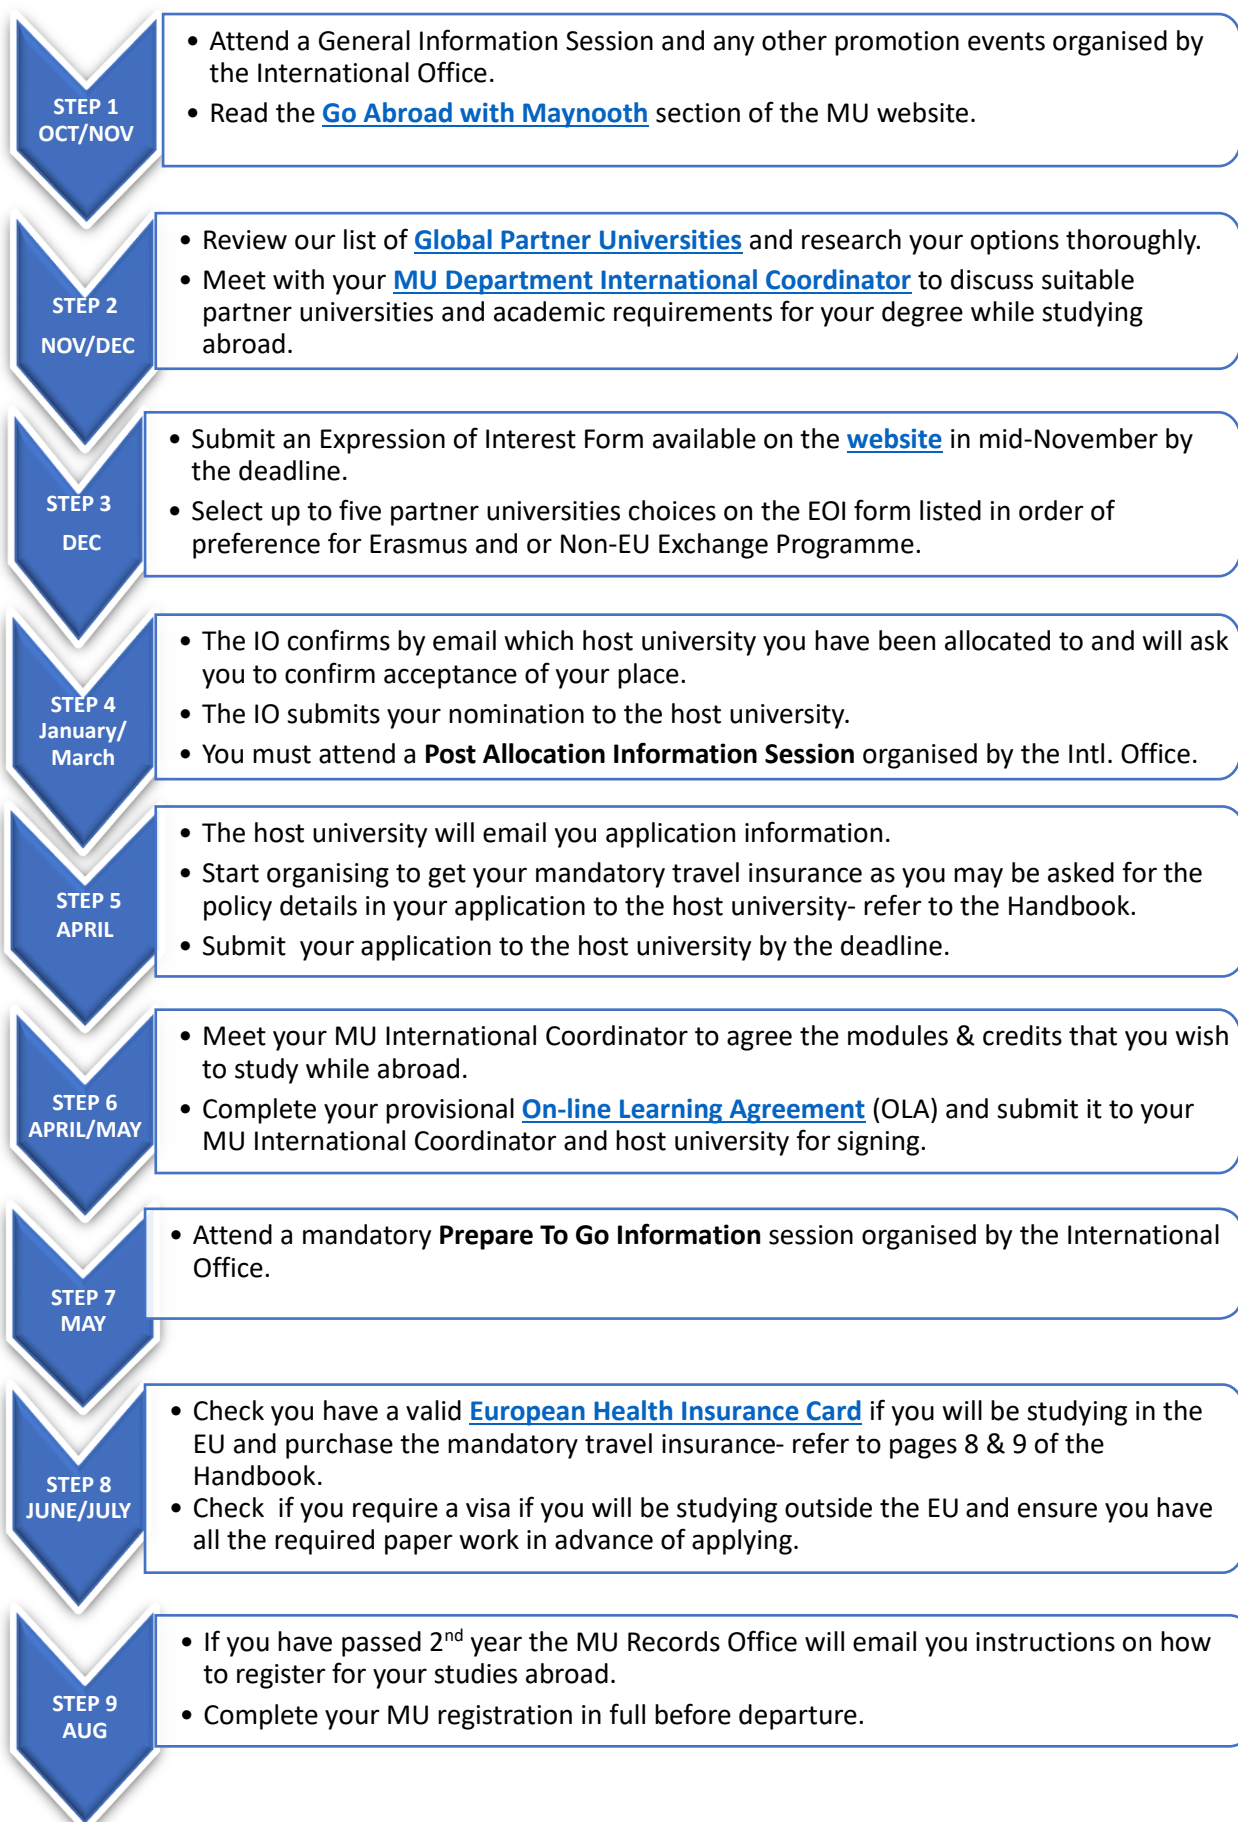 STEP 1
OCT/NOV
• Attend a General Information Session and any other promotion events organised by
the International Office.
• Read the Go Abroad with Maynooth section of the MU website.
STEP 2
NOV/DEC
• Review our list of Global Partner Universities and research your options thoroughly.
• Meet with your MU Department International Coordinator to discuss suitable
partner universities and academic requirements for your degree while studying
abroad.
STEP 3
DEC
• Submit an Expression of Interest Form available on the website in mid-November by
the deadline.
• Select up to five partner universities choices on the EOI form listed in order of
preference for Erasmus and or Non-EU Exchange Programme.
STEP 4
January/
March
• The IO confirms by email which host university you have been allocated to and will ask
you to confirm acceptance of your place.
• The IO submits your nomination to the host university.
• You must attend a Post Allocation Information Session organised by the Intl. Office.
STEP 5
APRIL
• The host university will email you application information.
• Start organising to get your mandatory travel insurance as you may be asked for the
policy details in your application to the host university- refer to the Handbook.
• Submit  your application to the host university by the deadline.
STEP 6
APRIL/MAY
• Meet your MU International Coordinator to agree the modules & credits that you wish
to study while abroad.
• Complete your provisional On-line Learning Agreement (OLA) and submit it to your
MU International Coordinator and host university for signing.
STEP 7
MAY
• Attend a mandatory Prepare To Go Information session organised by the International
Office.
STEP 8
JUNE/JULY
• Check you have a valid European Health Insurance Card if you will be studying in the
EU and purchase the mandatory travel insurance- refer to pages 8 & 9 of the
Handbook.
• Check  if you require a visa if you will be studying outside the EU and ensure you have
all the required paper work in advance of applying.
STEP 9
AUG
• If you have passed 2nd year the MU Records Office will email you instructions on how
to register for your studies abroad.
• Complete your MU registration in full before departure.